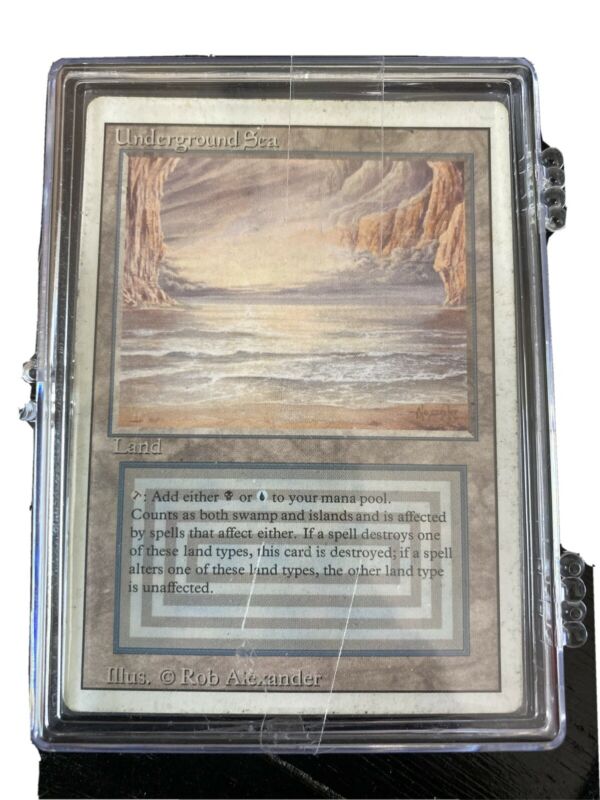 Underground Sea
Land
: Add either or to your mana pool.
Counts as both swamp and islands and is affected
by spells that affect either. If a spell destroys one
of these land types, this card is destroyed; if a spell
alters one of these land types, the other land type
is unaffected.
Illus. © Rob Alexander